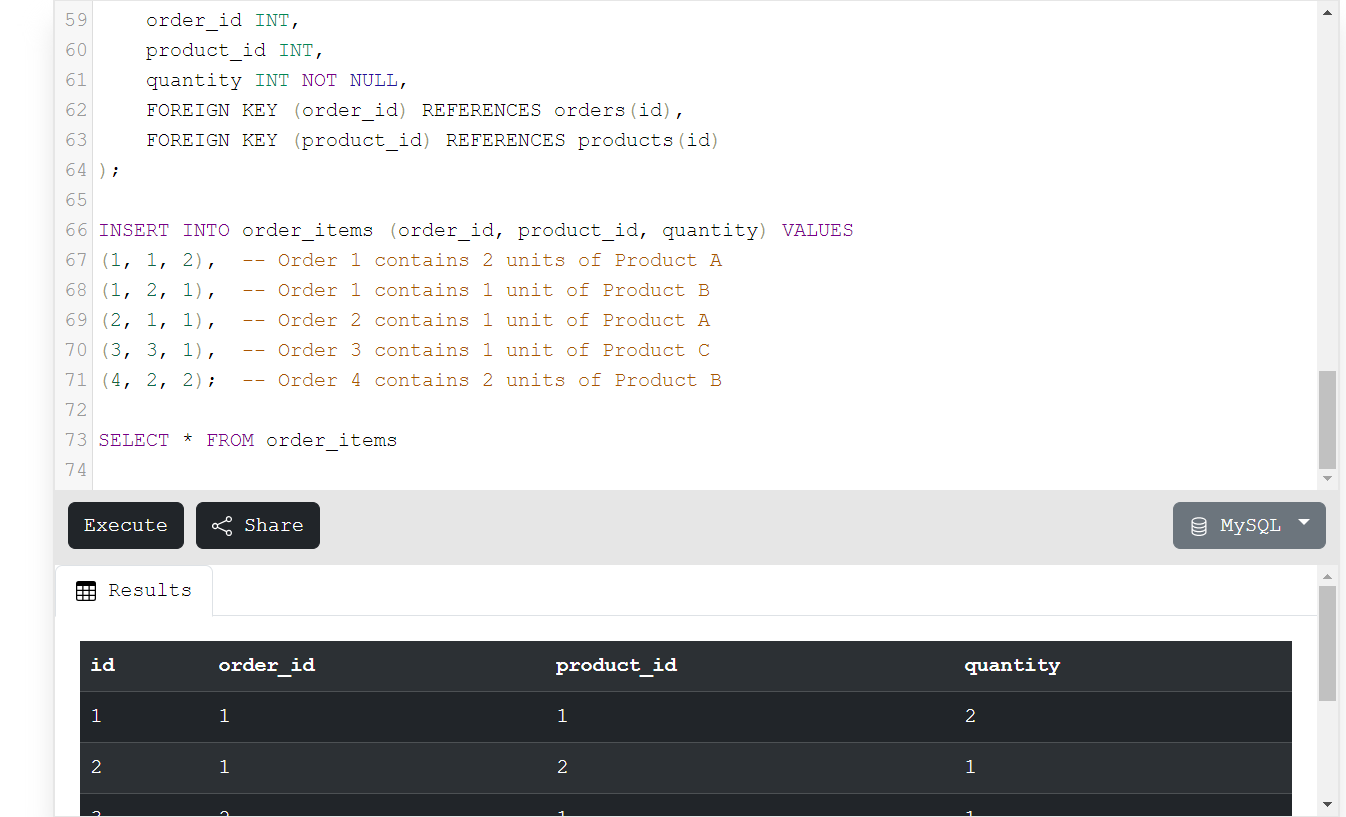 59     order_id INT,
60     product_id INT,
61     quantity INT NOT NULL,
62     FOREIGN KEY (order_id) REFERENCES orders(id),
63     FOREIGN KEY (product_id) REFERENCES products(id)
64 );
65
66 INSERT INTO order_items (order_id, product_id, quantity) VALUES
67 (1, 1, 2),  -- Order 1 contains 2 units of Product A
68 (1, 2, 1),  -- Order 1 contains 1 unit of Product B
69 (2, 1, 1),  -- Order 2 contains 1 unit of Product A
70 (3, 3, 1),  -- Order 3 contains 1 unit of Product C
71 (4, 2, 2);  -- Order 4 contains 2 units of Product B
72
73 SELECT * FROM order_items
74
Execute Share MySQL
Results
id order_id product_id quantity
1 1 1 2
2 1 2 1